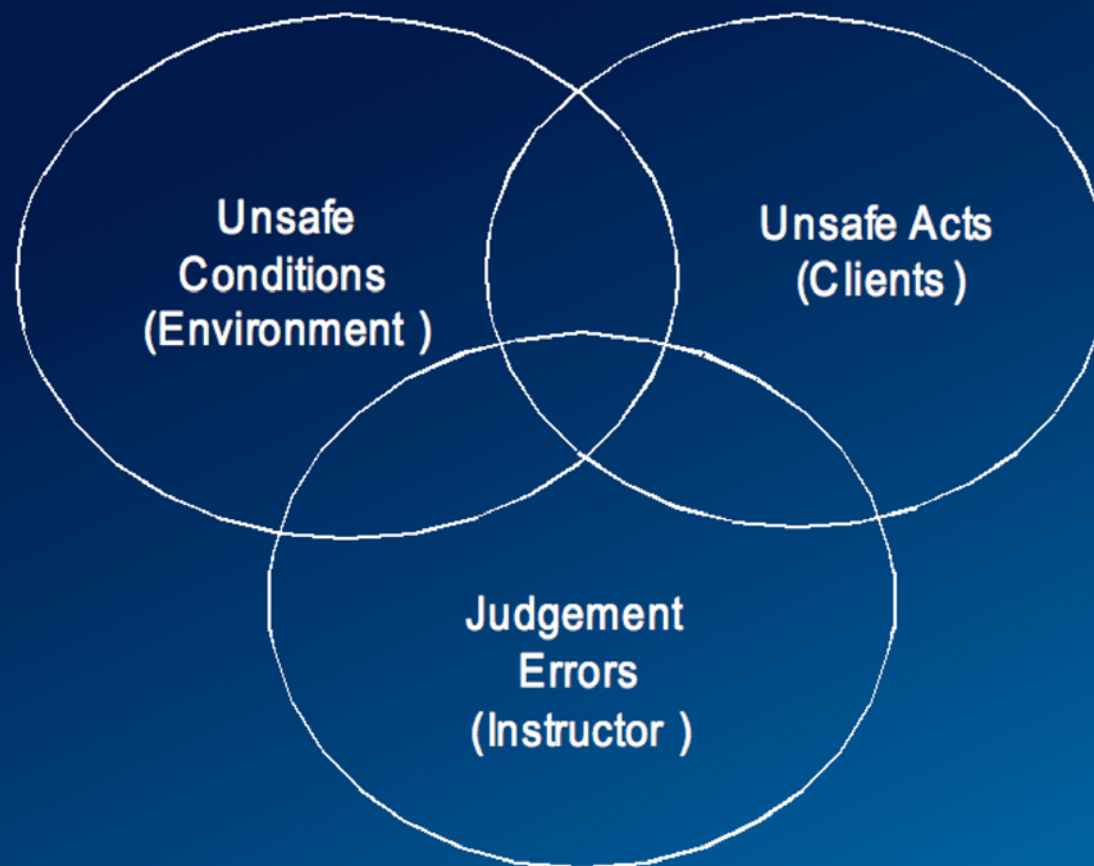 Unsafe
Conditions
(Environment )
Unsafe Acts
(Clients )
Judgement
Errors
(Instructor )